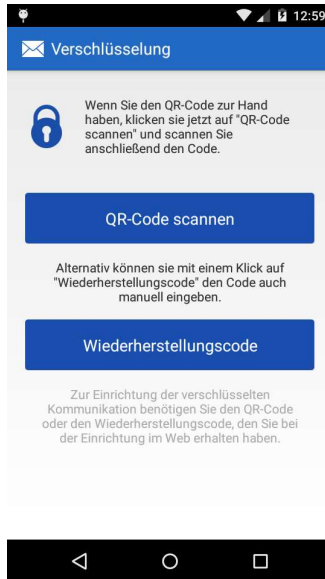 12:59
Verschlüsselung
Wenn Sie den QR-Code zur Hand
haben, klicken sie jetzt auf "QR-Code
scannen" und scannen Sie
anschließend den Code.
QR-Code scannen
Alternativ können sie mit einem Klick auf
"Wiederherstellungscode" den Code auch
manuell eingeben.
Wiederherstellungscode
Zur Einrichtung der verschlüsselten
Kommunikation benötigen Sie den QR-Code
oder den Wiederherstellungscode, den Sie bei
der Einrichtung im Web erhalten haben.